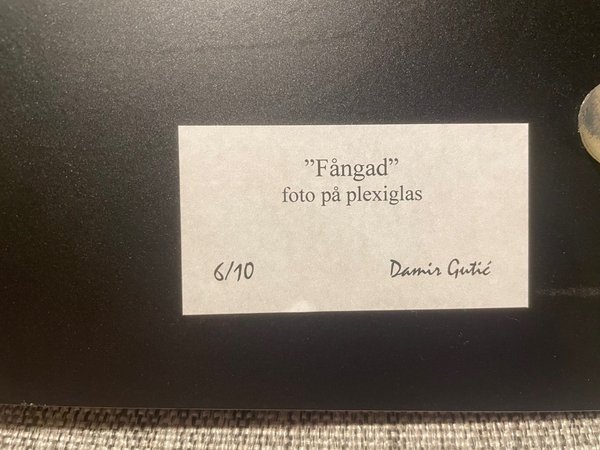 ”Fångad”
foto på plexiglas
6/10 Damir Gutić